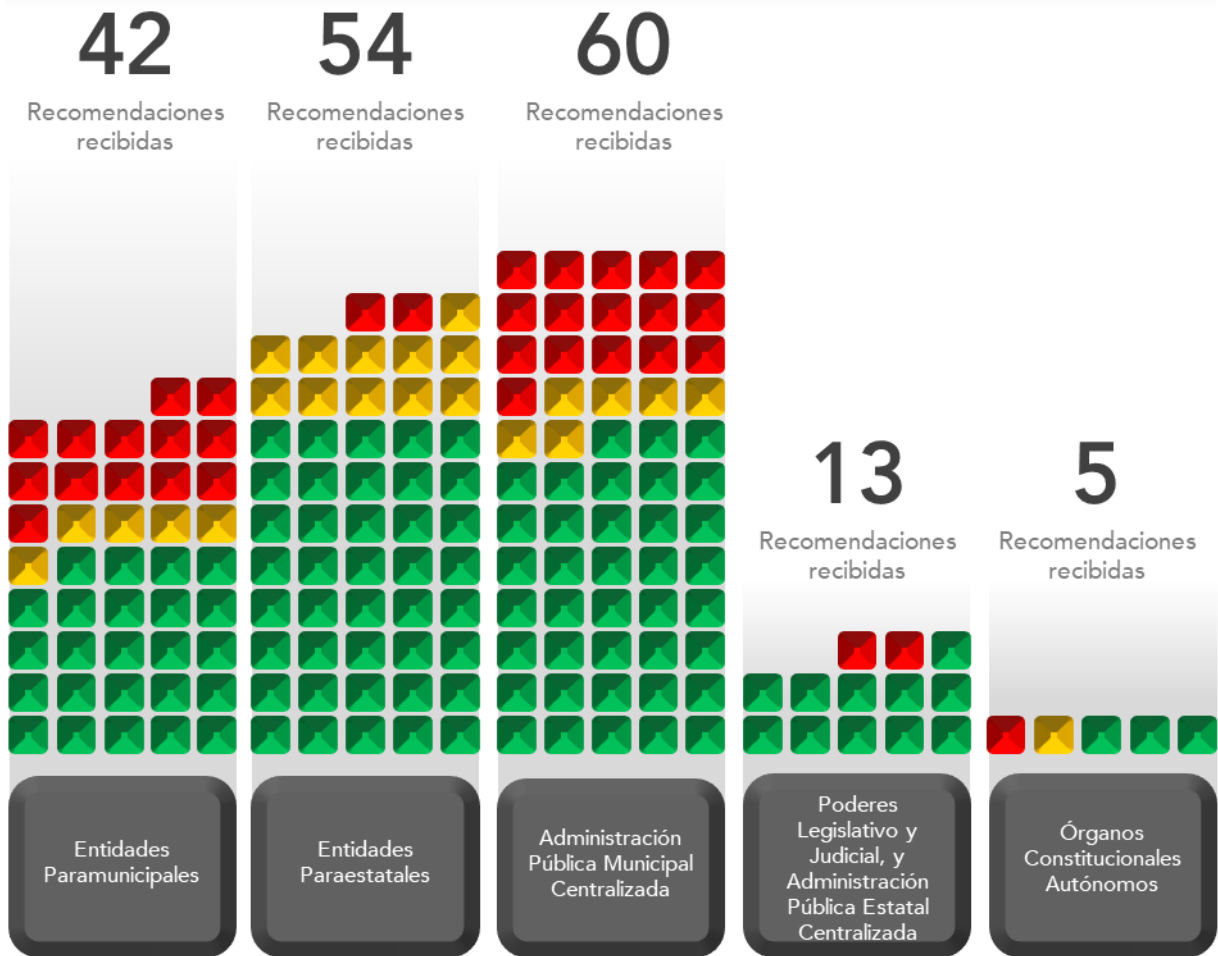 42
Recomendaciones
recibidas
54
Recomendaciones
recibidas
60
Recomendaciones
recibidas
13
Recomendaciones
recibidas
5
Recomendaciones
recibidas
Entidades
Paramunicipales
Entidades
Paraestatales
Administración
Pública Municipal
Centralizada
Poderes
Legislativo y
Judicial, y
Administración
Pública Estatal
Centralizada
Órganos
Constitucionales
Autónomos